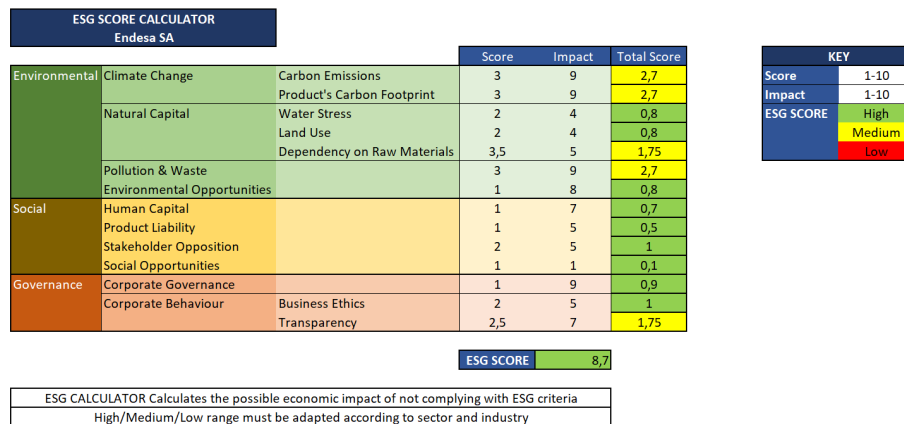 ESG SCORE CALCULATOR
Endesa SA
Score Impact Total Score
Environmental Climate Change Carbon Emissions 3 9 2,7
Product's Carbon Footprint 3 9 2,7
Natural Capital Water Stress 2 4 0,8
Land Use 2 4 0,8
Dependency on Raw Materials 3,5 5 1,75
Pollution & Waste 3 9 2,7
Environmental Opportunities 1 8 0,8
Social Human Capital 1 7 0,7
Product Liability 1 5 0,5
Stakeholder Opposition 2 5 1
Social Opportunities 1 1 0,1
Governance Corporate Governance 1 9 0,9
Corporate Behaviour Business Ethics 2 5 1
Transparency 2,5 7 1,75
ESG SCORE 8,7
ESG CALCULATOR Calculates the possible economic impact of not complying with ESG criteria
High/Medium/Low range must be adapted according to sector and industry
KEY
Score 1-10
Impact 1-10
ESG SCORE High
Medium
Low